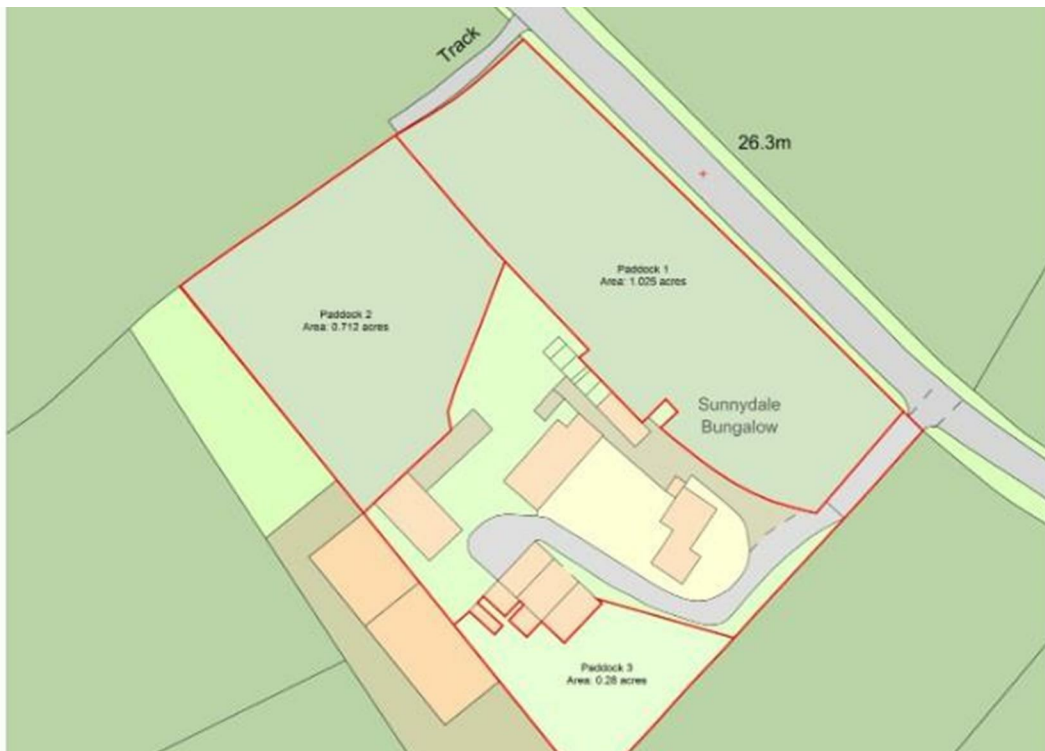 Track
26.3m
Paddock 1
Area: 1.025 acres
Paddock 2
Area: 0.712 acres
Sunnydale
Bungalow
Paddock 3
Area: 0.28 acres